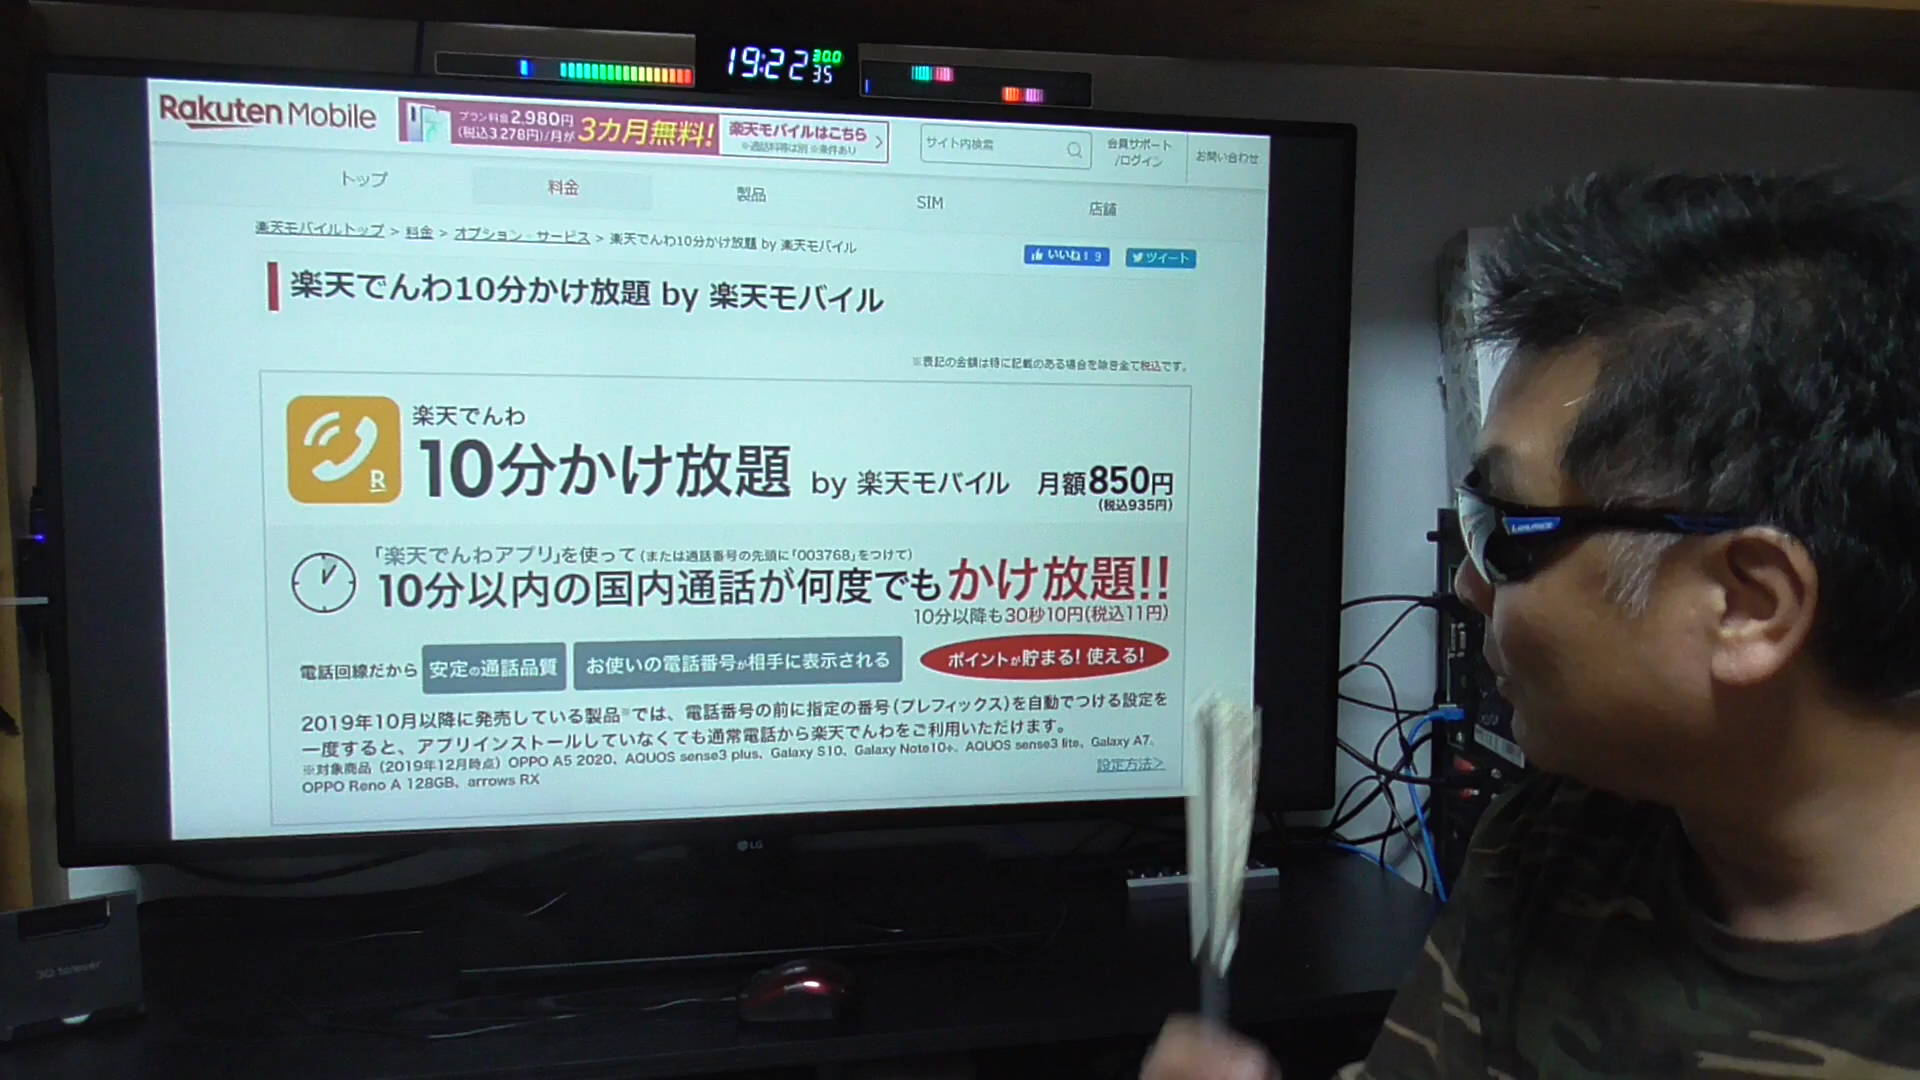 19:22 30.0
35
Rakuten Mobile
プラン料金2,980円
(税込3,278円)/月が 3カ月無料!
楽天モバイルはこちら
※通話料等は別 ※条件あり
サイト内検索
会員サポート
/ログイン
お問い合わせ
トップ 料金 製品 SIM 店舗
楽天モバイルトップ > 料金 > オプション・サービス > 楽天でんわ10分かけ放題 by 楽天モバイル
いいね! 9 ツイート
楽天でんわ10分かけ放題 by 楽天モバイル
※表記の金額は特に記載のある場合を除き全て税込です。
楽天でんわ
R
10分かけ放題 by 楽天モバイル 月額850円
(税込935円)
「楽天でんわアプリ」を使って(または通話番号の先頭に「003768」をつけて)
10分以内の国内通話が何度でもかけ放題!!
10分以降も30秒10円(税込11円)
電話回線だから 安定の通話品質 お使いの電話番号が相手に表示される ポイントが貯まる! 使える!
2019年10月以降に発売している製品※では、電話番号の前に指定の番号(プレフィックス)を自動でつける設定を
一度すると、アプリインストールしていなくても通常電話から楽天でんわをご利用いただけます。
※対象商品(2019年12月時点)OPPO A5 2020、AQUOS sense3 plus、Galaxy S10、Galaxy Note10+、AQUOS sense3 lite、Galaxy A7、
OPPO Reno A 128GB、arrows RX
設定方法>
LG